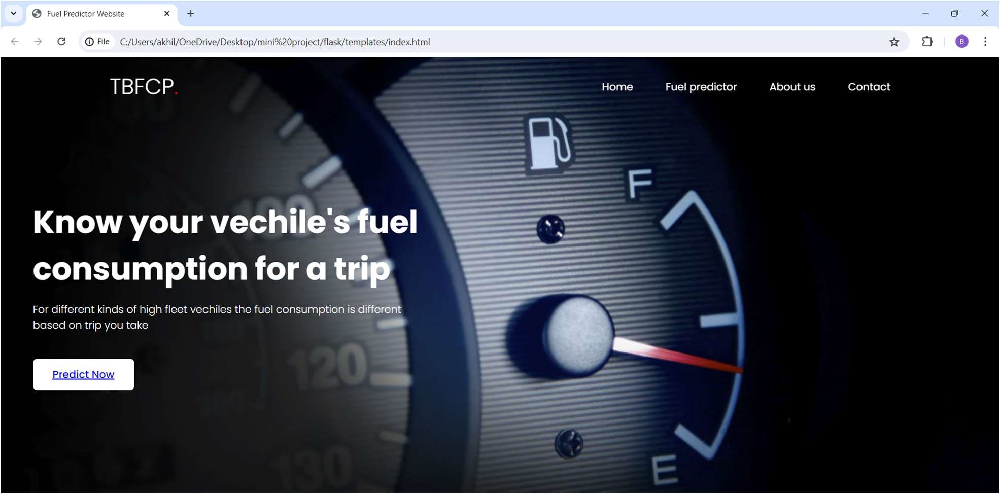 Fuel Predictor Website
File C:/Users/akhil/OneDrive/Desktop/mini%20project/flask/templates/index.html
B
TBFCP.
Home Fuel predictor About us Contact
F
100
Know your vechile's fuel
consumption for a trip
For different kinds of high fleet vechiles the fuel consumption is different
based on trip you take
120
Predict Now
130
E